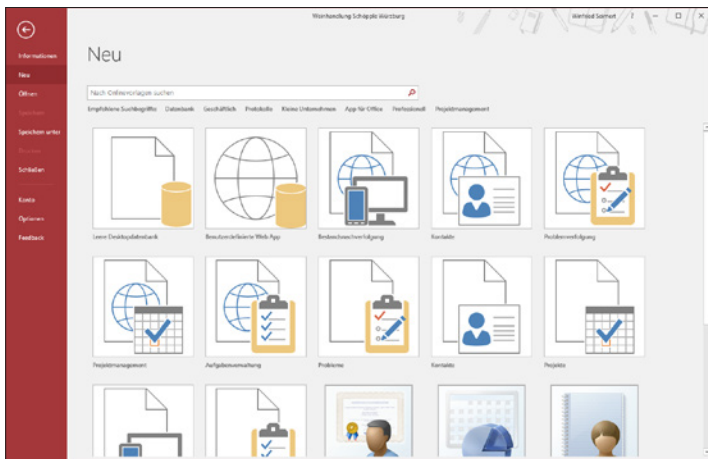 Weinhandlung Schöpple Würzburg
Winfried Seimert ?
Informationen
Neu
Öffnen
Speichern
Speichern unter
Drucken
Schließen
Konto
Optionen
Feedback
Neu
Nach Onlinevorlagen suchen
Empfohlene Suchbegriffe: Datenbank Geschäftlich Protokolle Kleine Unternehmen App für Office Professionell Projektmanagement
Leere Desktopdatenbank Benutzerdefinierte Web App Bestandsnachverfolgung Kontakte Problemverfolgung
Projektmanagement Aufgabenverwaltung Probleme Kontakte Projekte